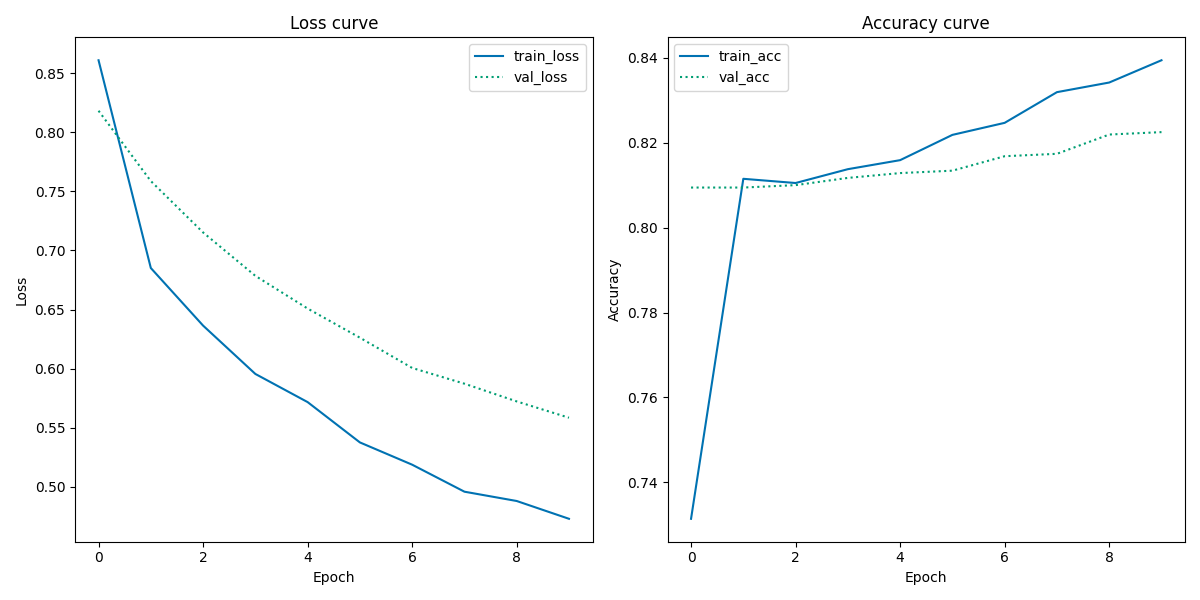 Loss curve
train_loss
val_loss
0.85
0.80
0.75
0.70
0.65
0.60
0.55
0.50
Loss
0
2
4
6
8
Epoch
Accuracy curve
train_acc
val_acc
0.84
0.82
0.80
0.78
0.76
0.74
Accuracy
0
2
4
6
8
Epoch